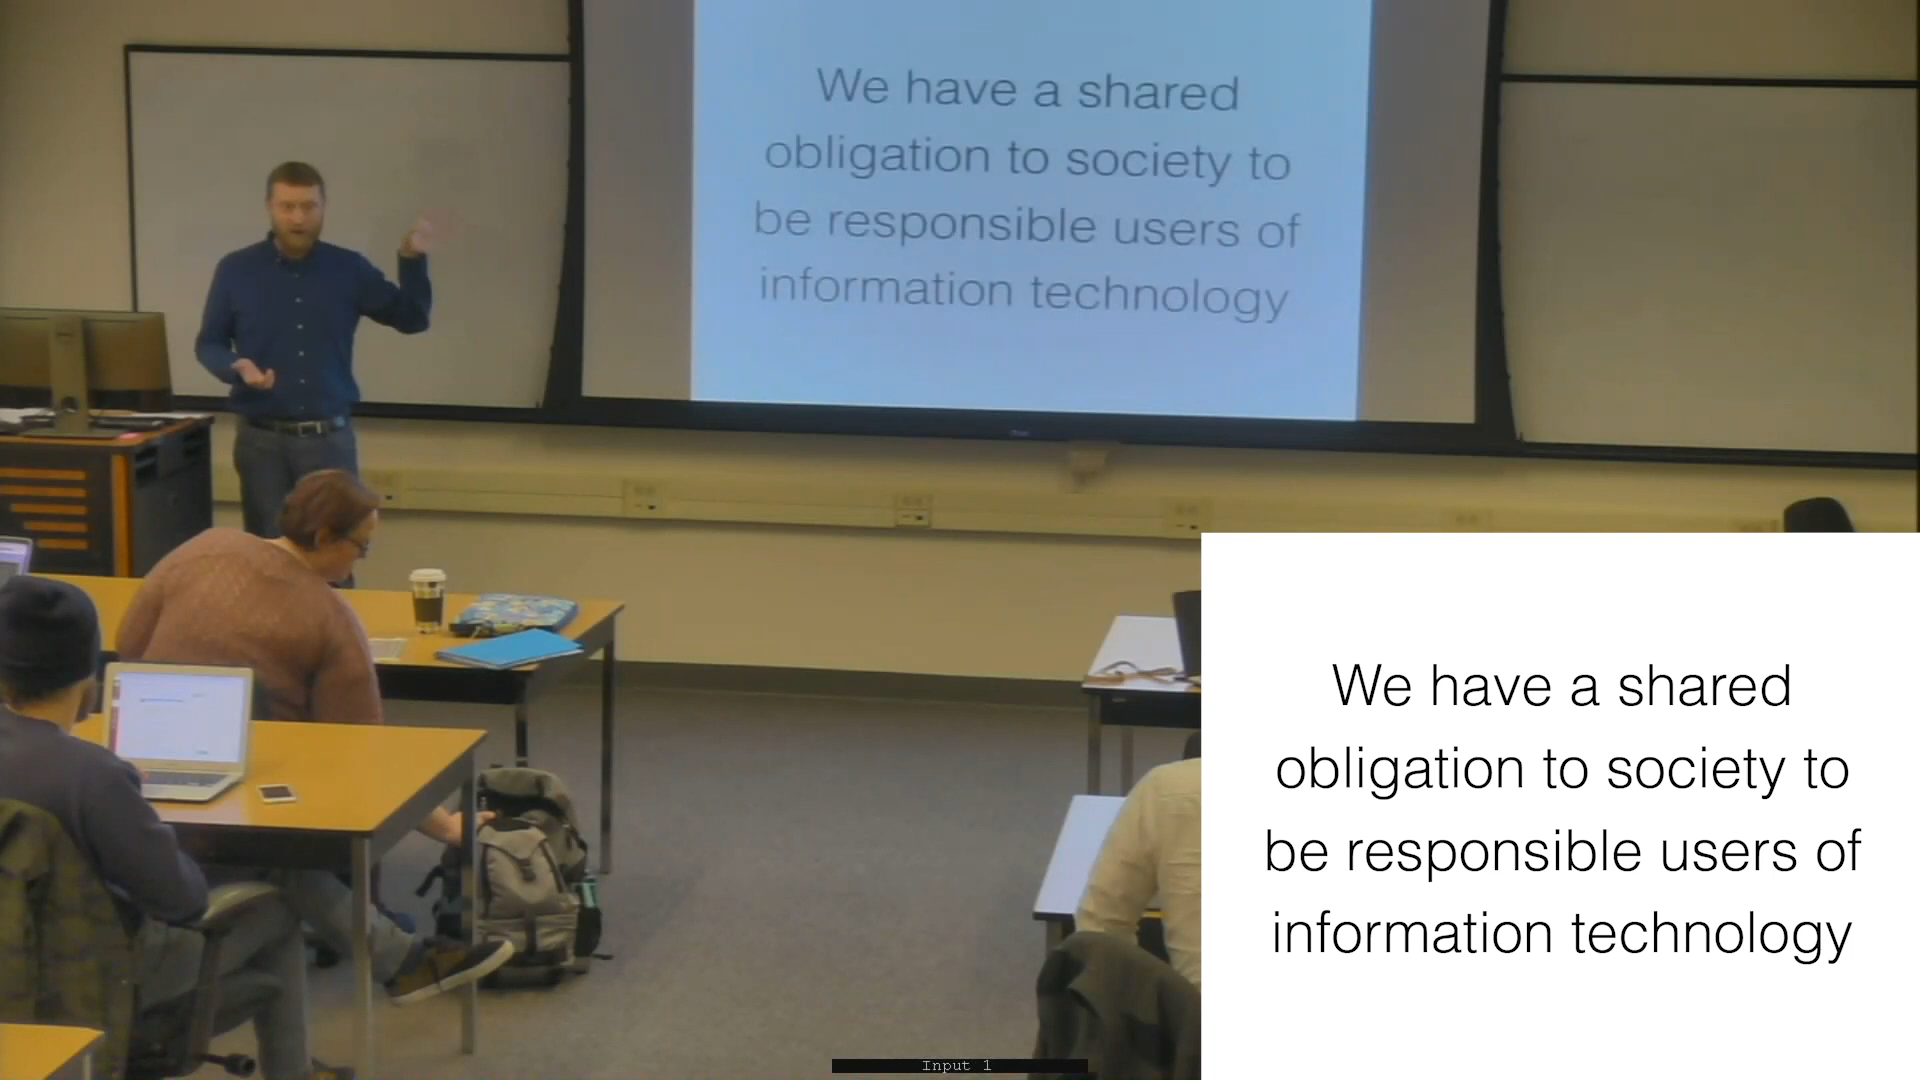 We have a shared
obligation to society to
be responsible users of
information technology
We have a shared
obligation to society to
be responsible users of
information technology
Input 1